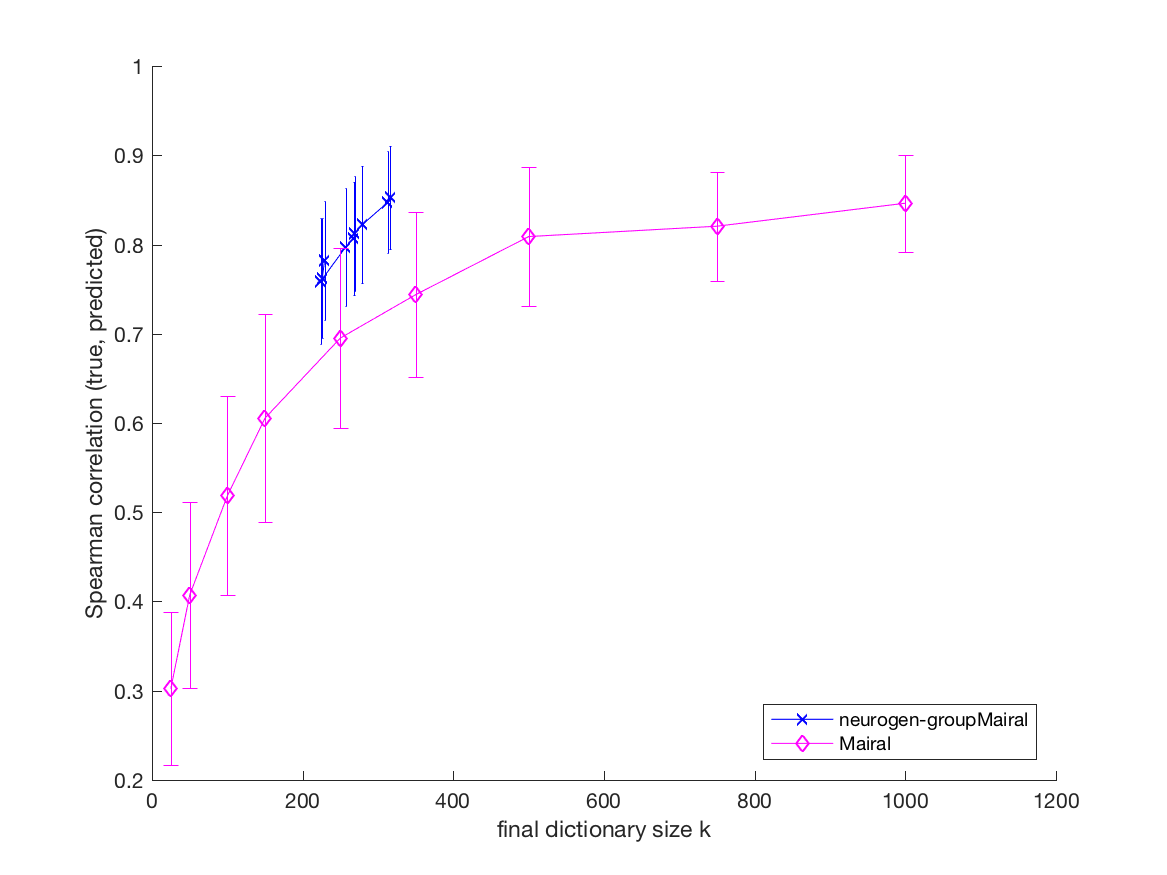 1
0.9
0.8
0.7
0.6
0.5
0.4
0.3
0.2
Spearman correlation (true, predicted)
neurogen-groupMairal
Mairal
0 200 400 600 800 1000 1200
final dictionary size k